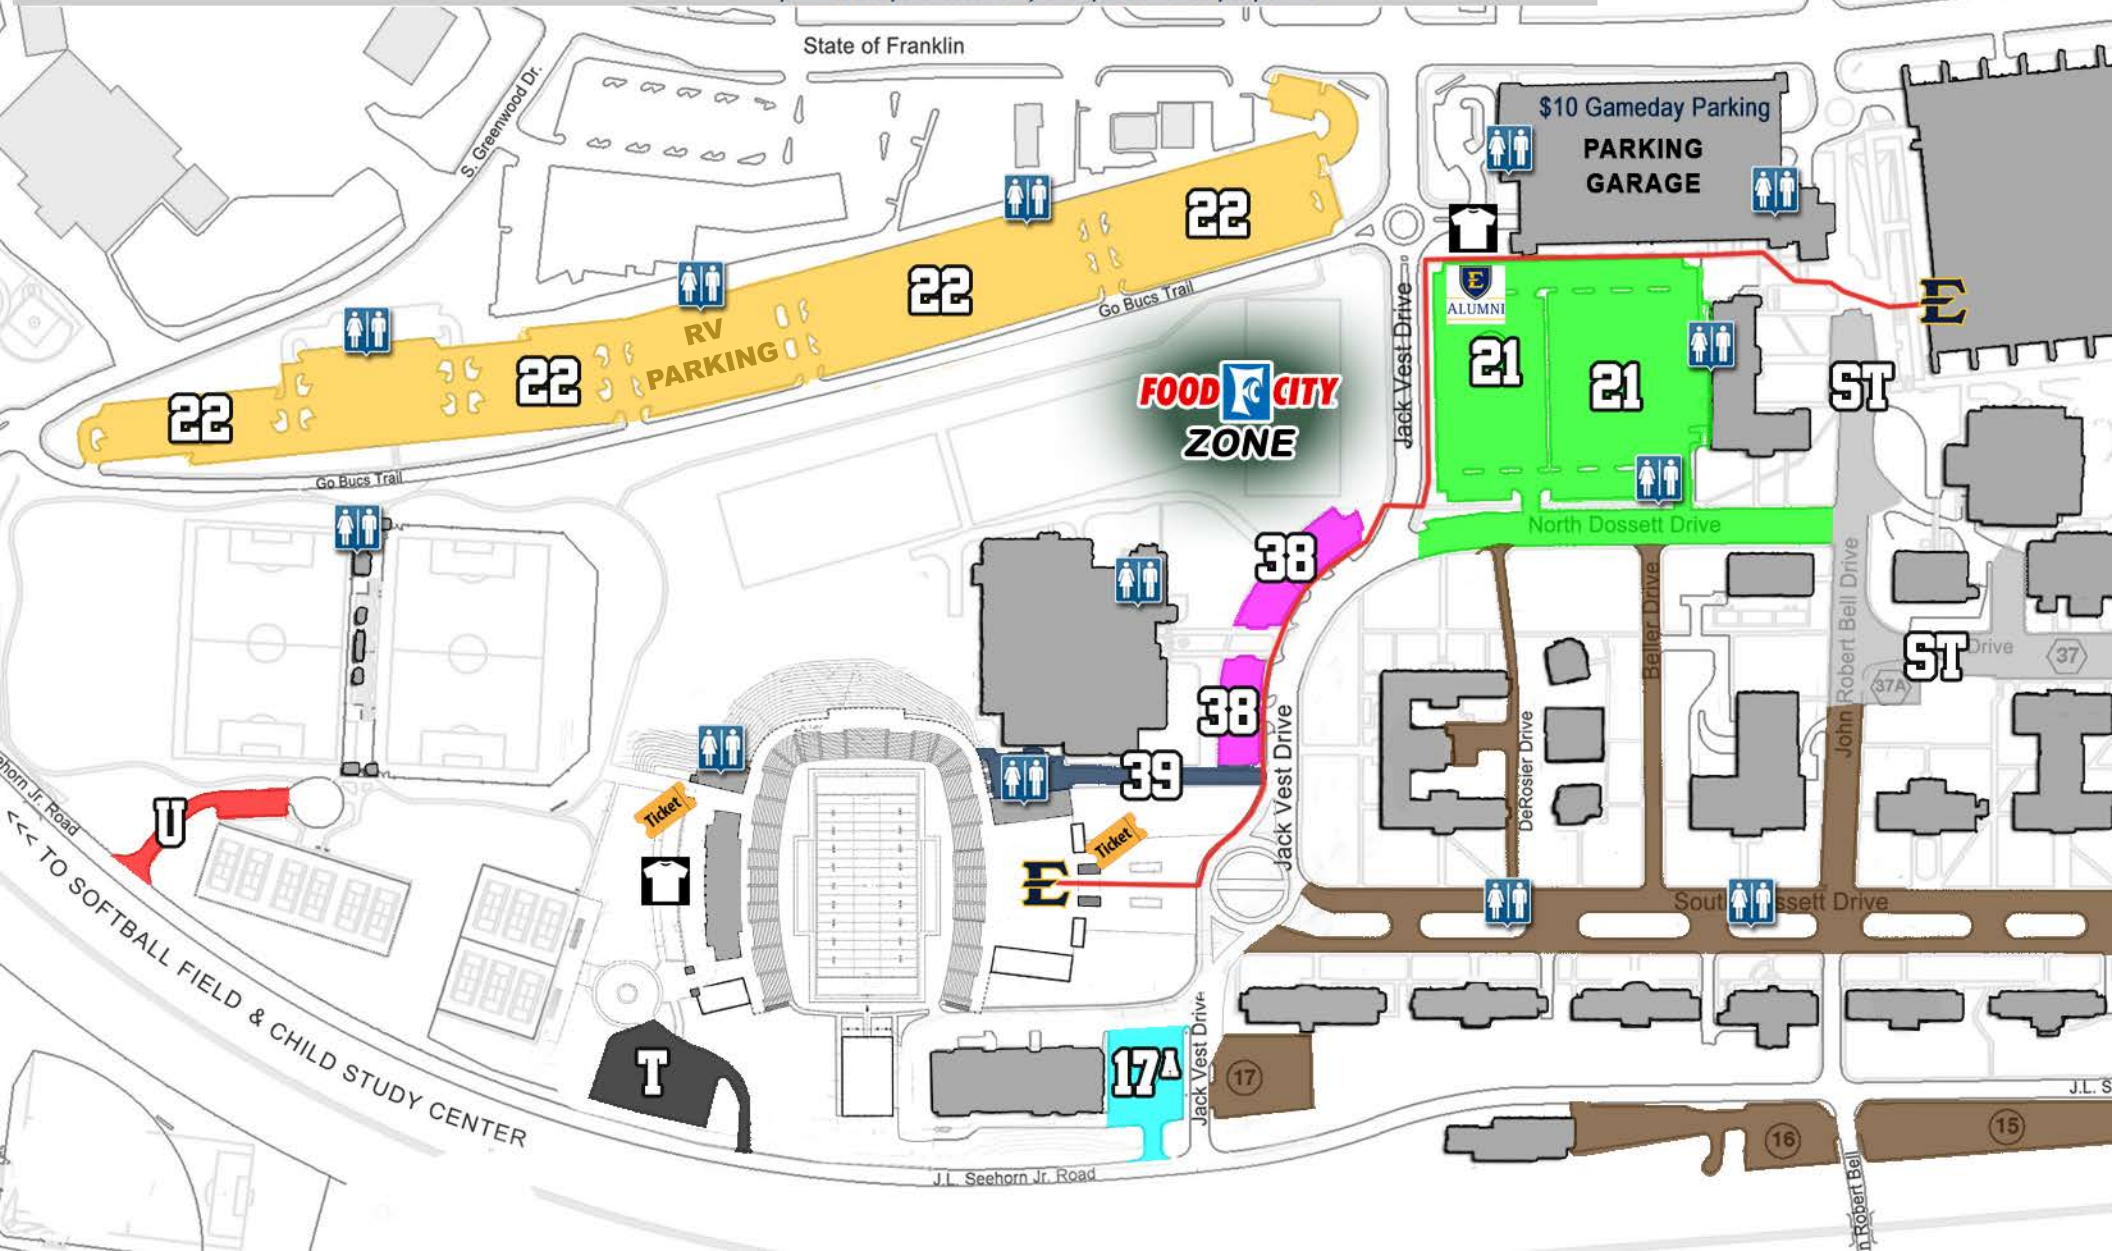 State of Franklin
S. Greenwood Dr.
$10 Gameday Parking
PARKING
GARAGE
22
22
RV
PARKING
22
22
Go Bucs Trail
Go Bucs Trail
E
ALUMNI
21
21
Jack Vest Drive
E
ST
FOOD CITY
ZONE
North Dossett Drive
38
38
39
Jack Vest Drive
Beller Drive
DeRosier Drive
John Robert Bell Drive
ST
Drive
37
37A
U
Jr. Road
<<< TO SOFTBALL FIELD & CHILD STUDY CENTER
Ticket
Ticket
E
South Dossett Drive
T
17A
Jack Vest Drive
17
16
15
J.L. S
J.L. Seehorn Jr. Road
Robert Bell